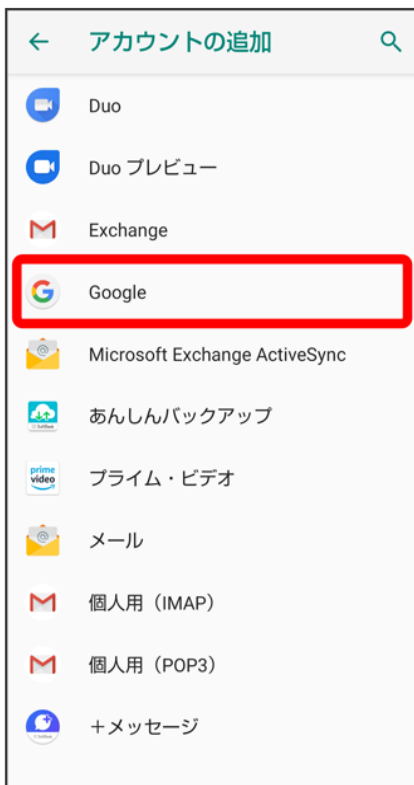 アカウントの追加
Duo
Duo プレビュー
Exchange
Google
Microsoft Exchange ActiveSync
あんしんバックアップ
prime
video
プライム・ビデオ
メール
個人用（IMAP）
個人用（POP3）
＋メッセージ